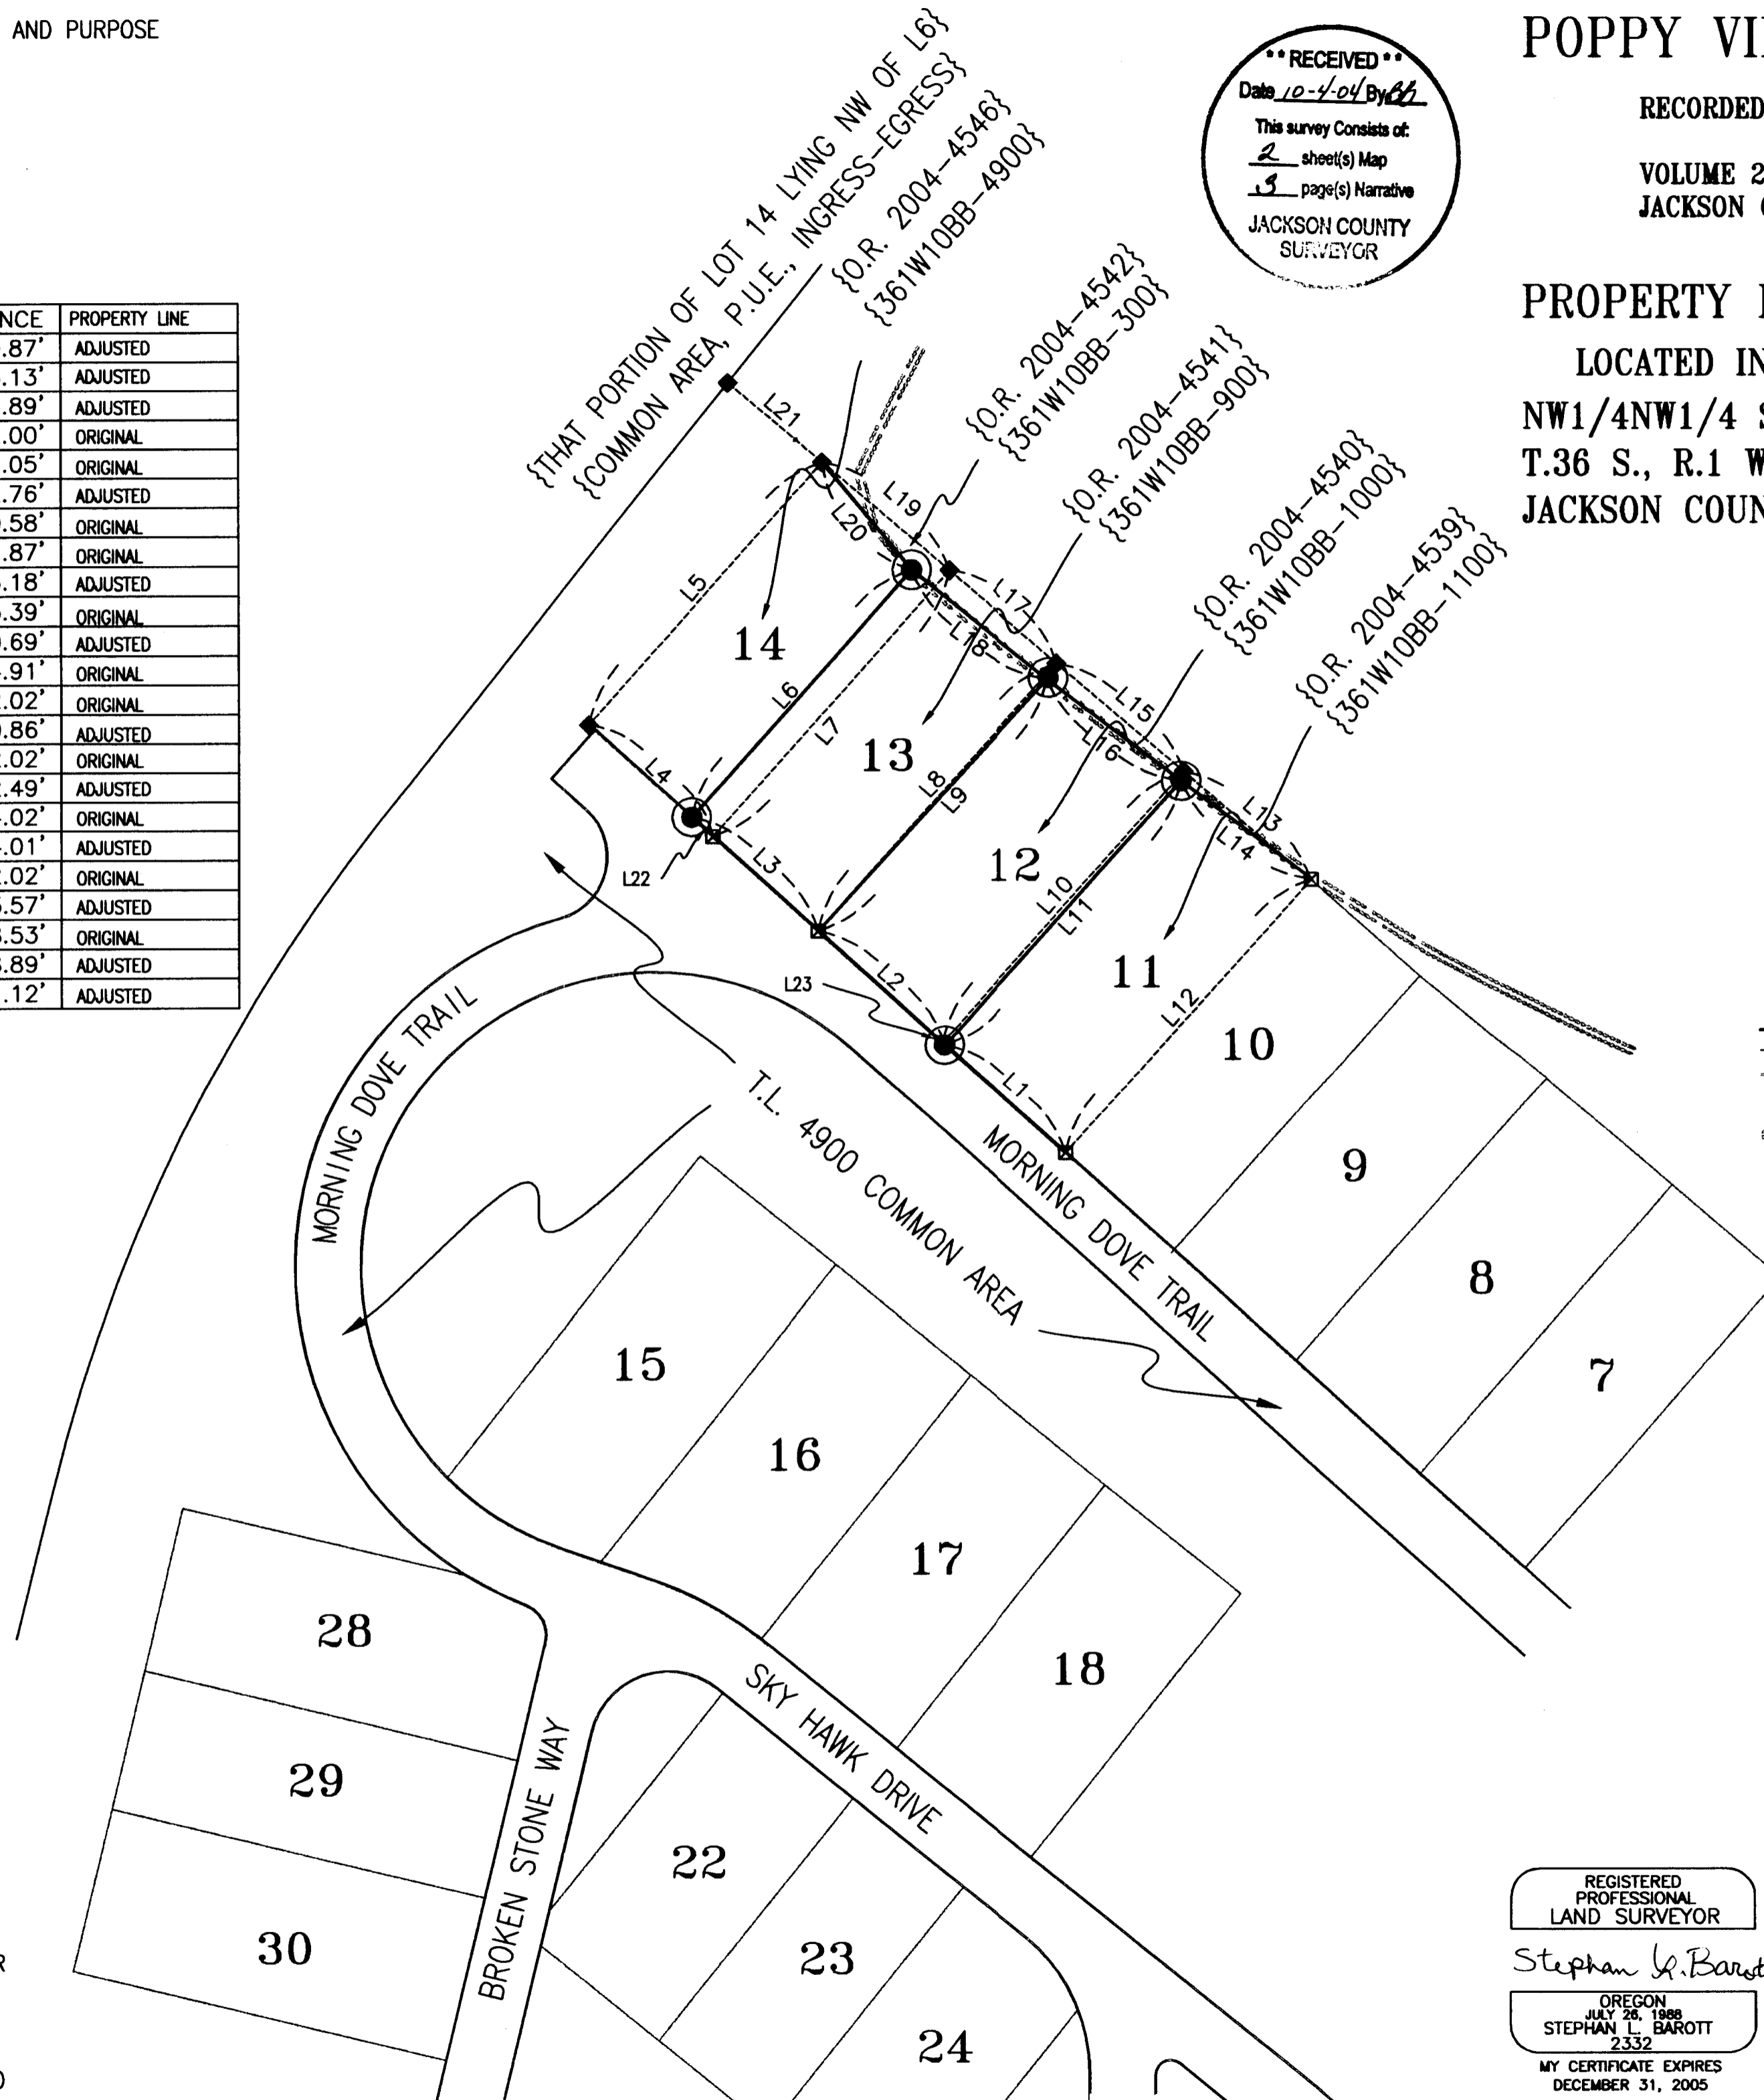 AND PURPOSE
POPPY VI
RECORDED
VOLUME 2
JACKSON
PROPERTY
LOCATED IN
NW1/4NW1/4
T.36 S., R.1 W
JACKSON COUN
** RECEIVED **
Date 10-4-04 By
This survey Consists of:
2 sheet(s) Map
3 page(s) Narrative
JACKSON COUNTY
SURVEYOR
NCE PROPERTY LINE
.87' ADJUSTED
.13' ADJUSTED
.89' ADJUSTED
.00' ORIGINAL
.05' ORIGINAL
.76' ADJUSTED
.58' ORIGINAL
.87' ORIGINAL
.18' ADJUSTED
.39' ORIGINAL
.69' ADJUSTED
.91' ORIGINAL
.02' ORIGINAL
.86' ADJUSTED
.02' ORIGINAL
.49' ADJUSTED
.02' ORIGINAL
.01' ADJUSTED
.02' ORIGINAL
.57' ADJUSTED
.53' ORIGINAL
.89' ADJUSTED
.12' ADJUSTED
{THAT PORTION OF LOT 14 LYING NW OF L6}
{COMMON AREA, P.U.E., INGRESS-EGRESS}
{O.R. 2004-4546}
{361W10BB-4900}
{O.R. 2004-4542}
{361W10BB-300}
{O.R. 2004-4541}
{361W10BB-900}
{O.R. 2004-4540}
{361W10BB-1000}
{O.R. 2004-4539}
{361W10BB-1100}
L21
L19
L20
L5
L17
L18
14
L6
L7
L15
L16
13
L4
L8
L9
L13
L14
L3
L22
12
L10
L11
L2
L23
11
L12
L1
10
9
8
7
MORNING DOVE TRAIL
T.L. 4900 COMMON AREA
MORNING DOVE TRAIL
15
16
17
18
28
29
30
SKY HAWK DRIVE
BROKEN STONE WAY
22
23
24
R
REGISTERED
PROFESSIONAL
LAND SURVEYOR
Stephan L. Barott
OREGON
JULY 26, 1988
STEPHAN L. BAROTT
2332
MY CERTIFICATE EXPIRES
DECEMBER 31, 2005